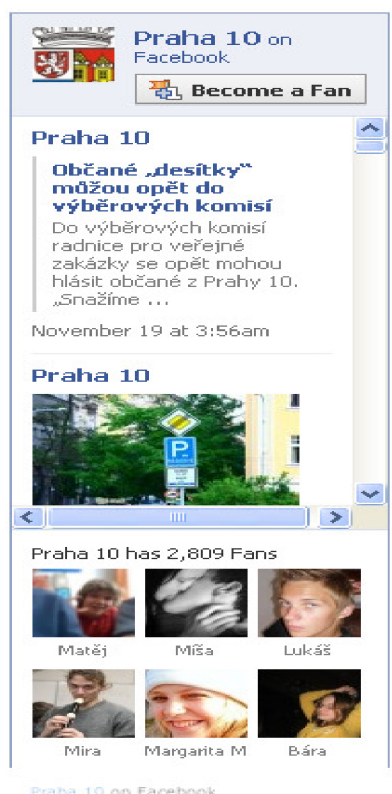 Praha 10 on
Facebook
Become a Fan
Praha 10
Občané „desítky“
můžou opět do
výběrových komisí
Do výběrových komisí
radnice pro veřejné
zakázky se opět mohou
hlásit občané z Prahy 10.
„Snažíme ...
November 19 at 3:56am
Praha 10
P
Praha 10 has 2,809 Fans
Matěj Míša Lukáš
Mira Margarita M Bára
Praha 10 on Facebook